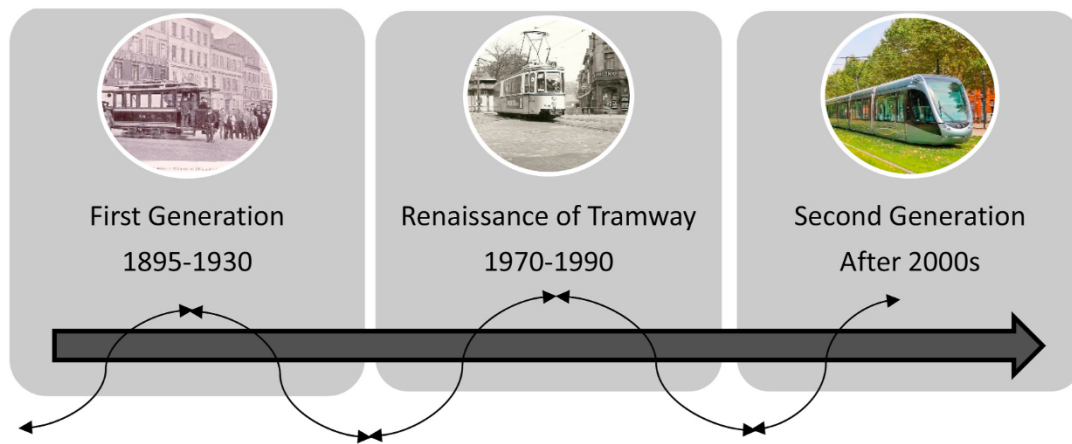 First Generation
1895-1930
Renaissance of Tramway
1970-1990
Second Generation
After 2000s